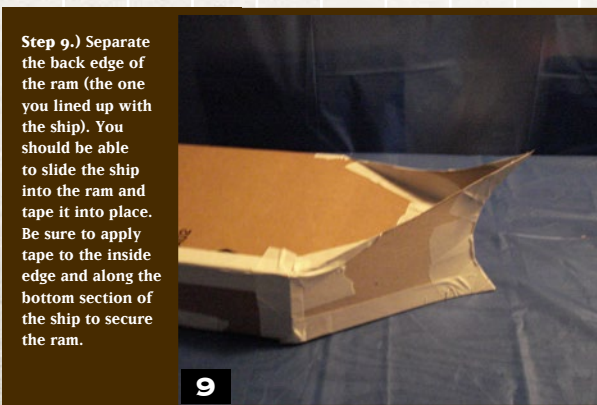 Step 9.) Separate
the back edge of
the ram (the one
you lined up with
the ship). You
should be able
to slide the ship
into the ram and
tape it into place.
Be sure to apply
tape to the inside
edge and along the
bottom section of
the ship to secure
the ram.
9